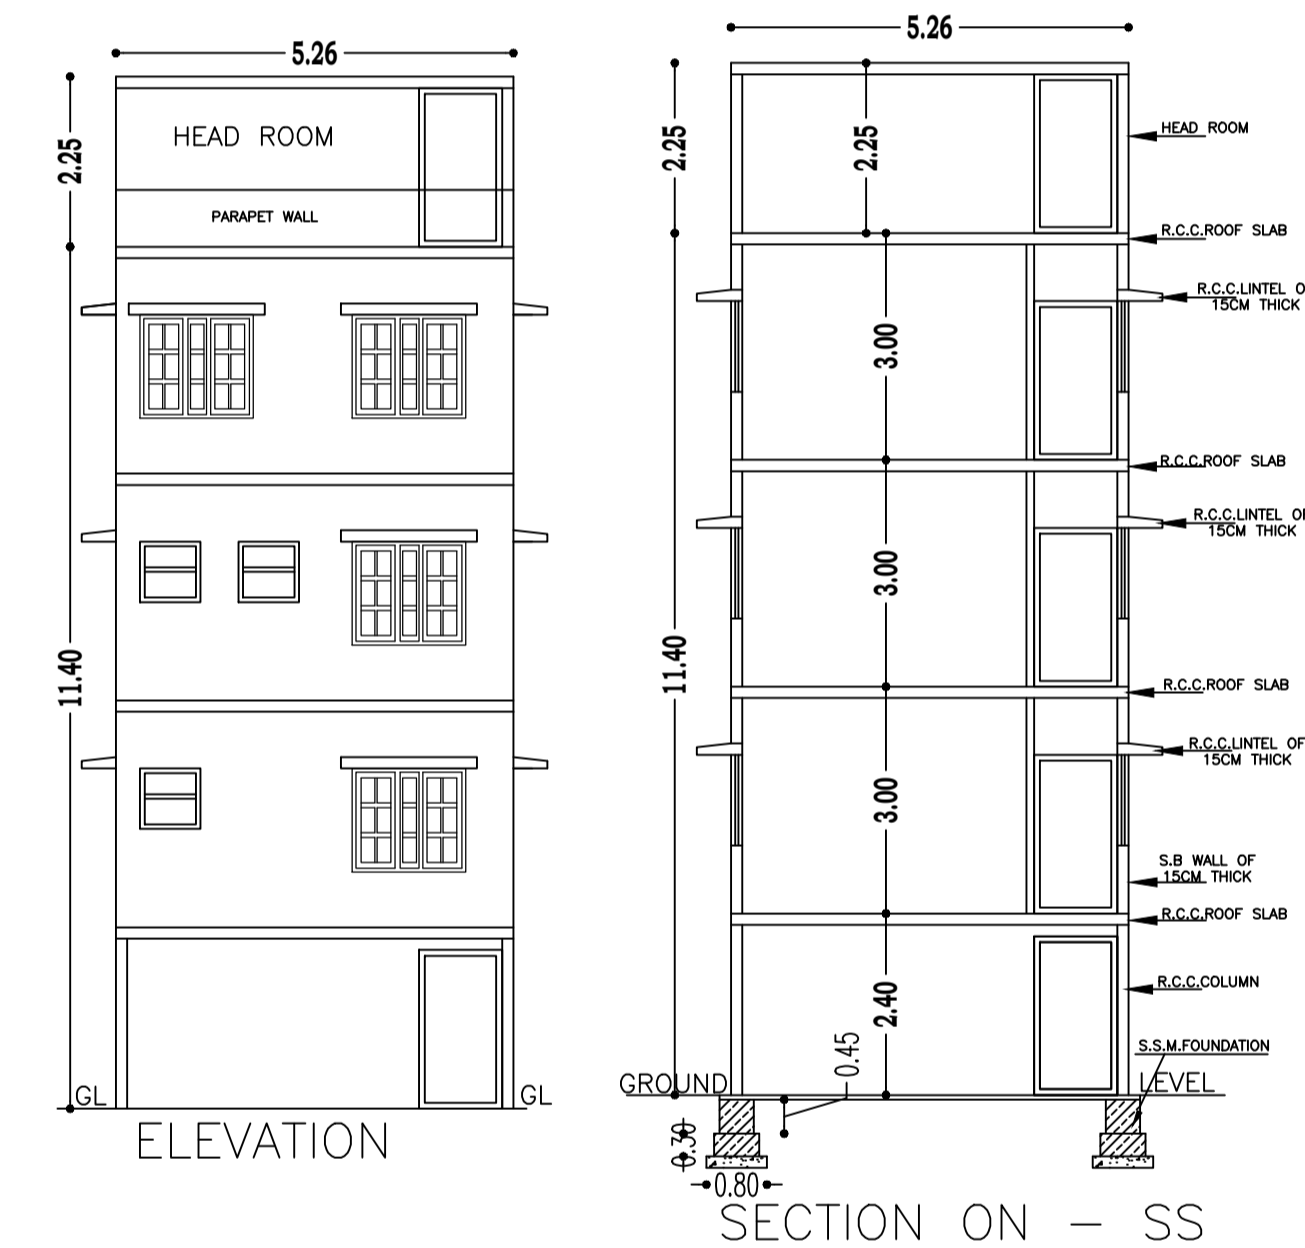 5.26
2.25
HEAD ROOM
PARAPET WALL
11.40
GL
GL
ELEVATION
5.26
2.25
2.25
HEAD ROOM
R.C.C.ROOF SLAB
R.C.C.LINTEL O
15CM THICK
3.00
R.C.C.ROOF SLAB
R.C.C.LINTEL OF
15CM THICK
3.00
11.40
R.C.C.ROOF SLAB
R.C.C.LINTEL OF
15CM THICK
3.00
S.B WALL OF
15CM THICK
R.C.C.ROOF SLAB
R.C.C.COLUMN
2.40
0.45
S.S.M.FOUNDATION
GROUND
LEVEL
0.30
0.80
SECTION ON - SS